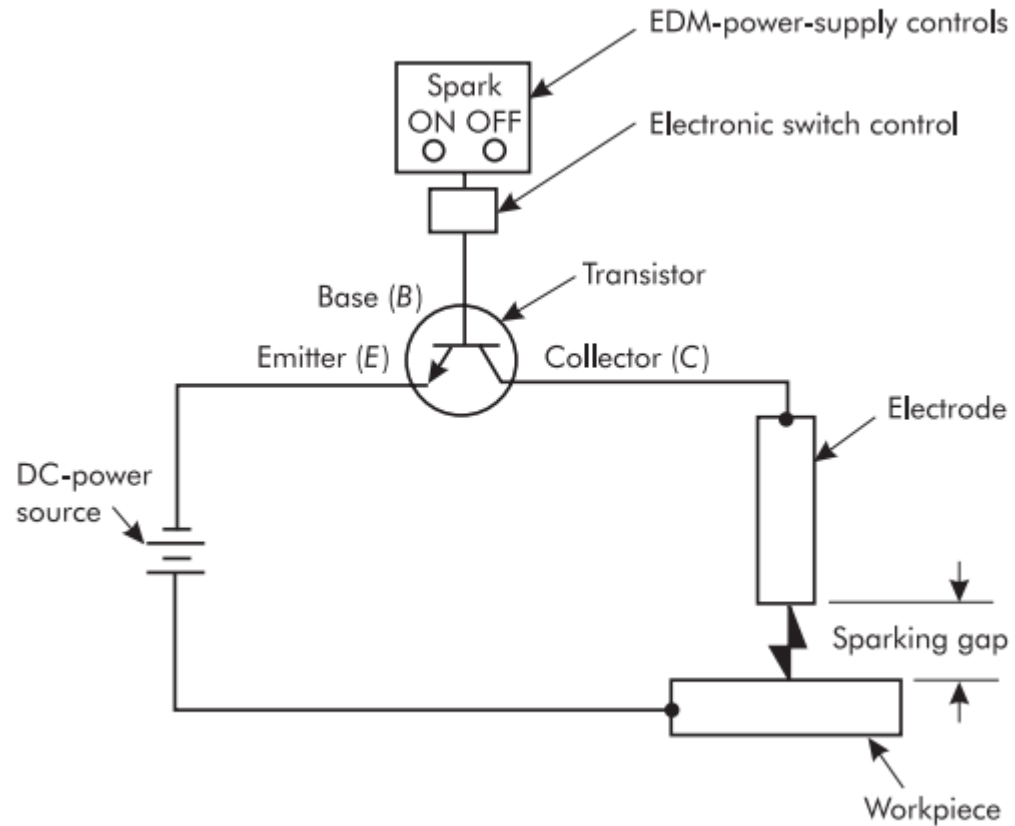 EDM-power-supply controls
Spark
ON OFF
Electronic switch control
Transistor
Base (B)
Emitter (E)
Collector (C)
Electrode
DC-power
source
Sparking gap
Workpiece